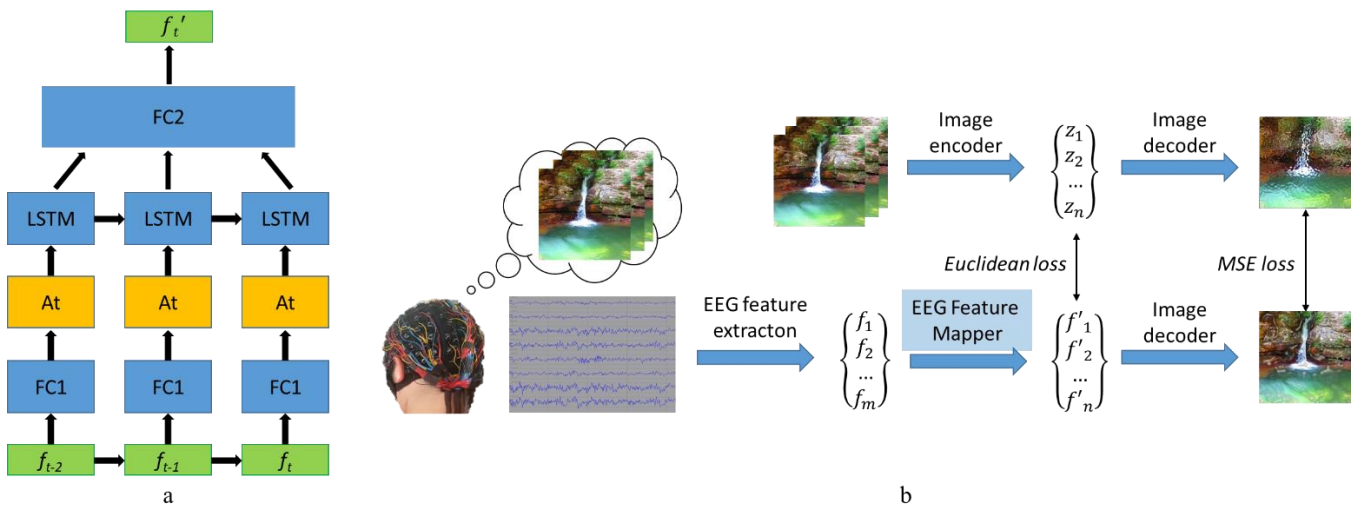 f_t'
FC2
LSTM LSTM LSTM
At At At
FC1 FC1 FC1
f_{t-2} f_{t-1} f_t
a
Image
encoder
z_1
z_2
...
z_n
Image
decoder
Euclidean loss
MSE loss
EEG feature
extracton
f_1
f_2
...
f_m
EEG Feature
Mapper
f'_1
f'_2
...
f'_n
Image
decoder
b